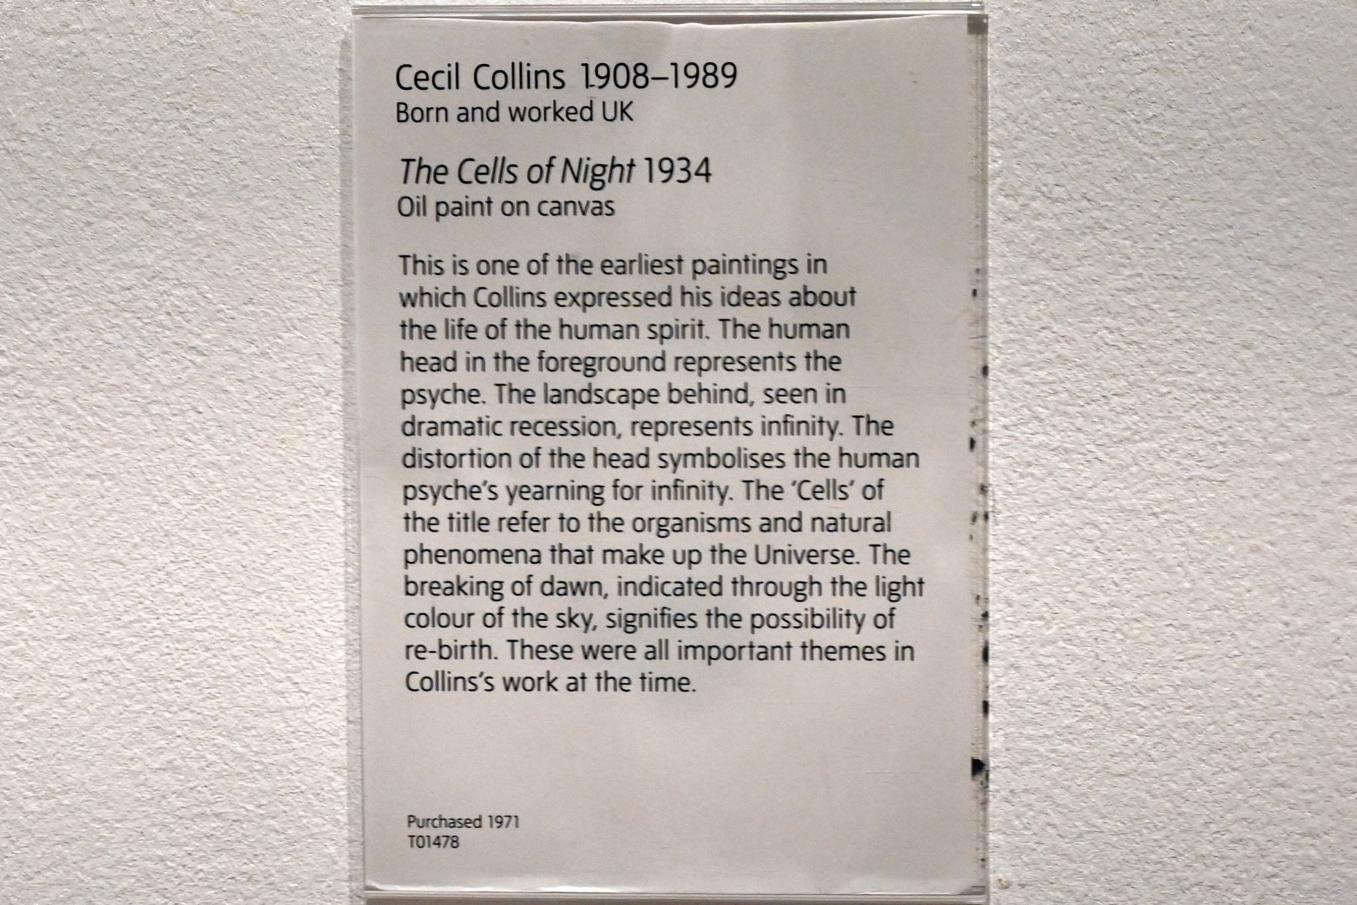 Cecil Collins 1908–1989
Born and worked UK
The Cells of Night 1934
Oil paint on canvas
This is one of the earliest paintings in
which Collins expressed his ideas about
the life of the human spirit. The human
head in the foreground represents the
psyche. The landscape behind, seen in
dramatic recession, represents infinity. The
distortion of the head symbolises the human
psyche’s yearning for infinity. The ‘Cells’ of
the title refer to the organisms and natural
phenomena that make up the Universe. The
breaking of dawn, indicated through the light
colour of the sky, signifies the possibility of
re-birth. These were all important themes in
Collins’s work at the time.
Purchased 1971
T01478